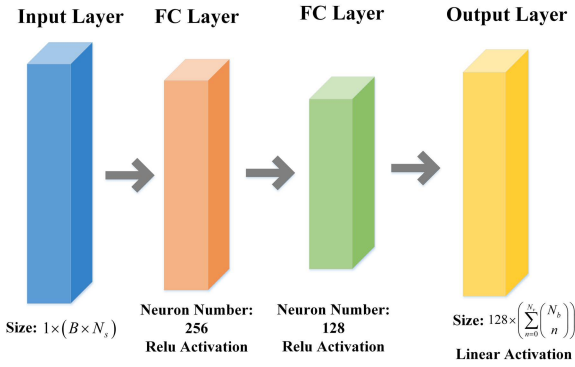 Input Layer
FC Layer
FC Layer
Output Layer
Size: 1×(B×N_s)
Neuron Number:
256
Relu Activation
Neuron Number:
128
Relu Activation
Size: 128×(∑_{n=0}^{N_s} (N_b n))
Linear Activation